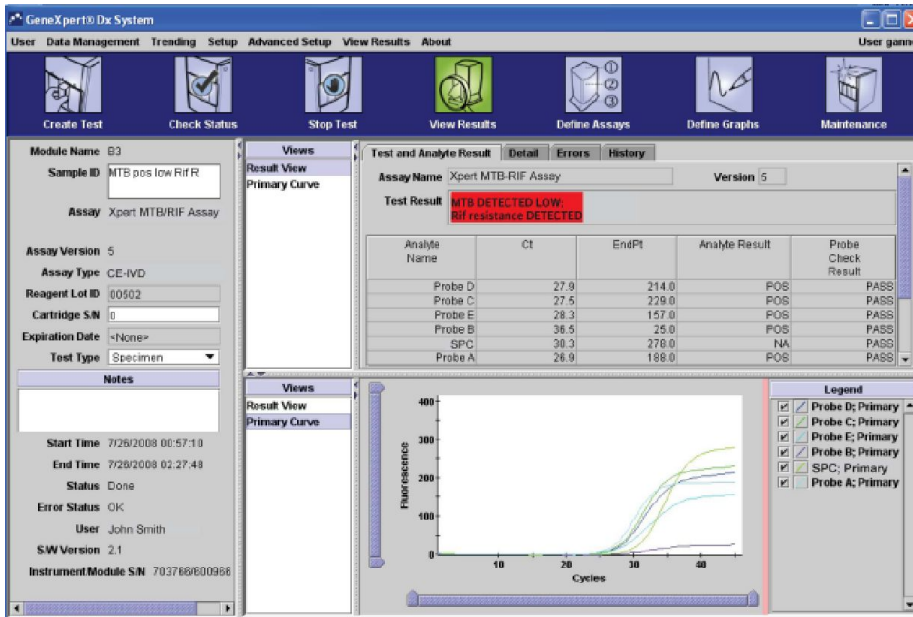 GeneXpert® Dx System
User Data Management Trending Setup Advanced Setup View Results About
Create Test Check Status Stop Test View Results Define Assays Define Graphs Maintenance
Module Name B3
Sample ID MTB pos low Rif R
Assay Xpert MTB/RIF Assay
Assay Version 5
Assay Type CE-IVD
Reagent Lot ID 00502
Cartridge S/N 0
Expiration Date <None>
Test Type Specimen
Notes
Start Time 7/26/2008 00:57:10
End Time 7/26/2008 02:27:48
Status Done
Error Status OK
User John Smith
S/W Version 2.1
Instrument/Module S/N 703766/600966
Views
Result View
Primary Curve
Test and Analyte Result Detail Errors History
Assay Name Xpert MTB-RIF Assay Version 5
Test Result MTB DETECTED LOW;
Rif resistance DETECTED
Analyte Name Ct EndPt Analyte Result Probe Check Result
Probe D 27.9 214.0 POS PASS
Probe C 27.5 229.0 POS PASS
Probe E 28.3 157.0 POS PASS
Probe B 36.5 25.0 POS PASS
SPC 30.3 278.0 NA PASS
Probe A 26.9 188.0 POS PASS
Views
Result View
Primary Curve
400
300
200
100
0
10 20 30 40
Fluorescence
Cycles
Legend
Probe D; Primary
Probe C; Primary
Probe E; Primary
Probe B; Primary
SPC; Primary
Probe A; Primary